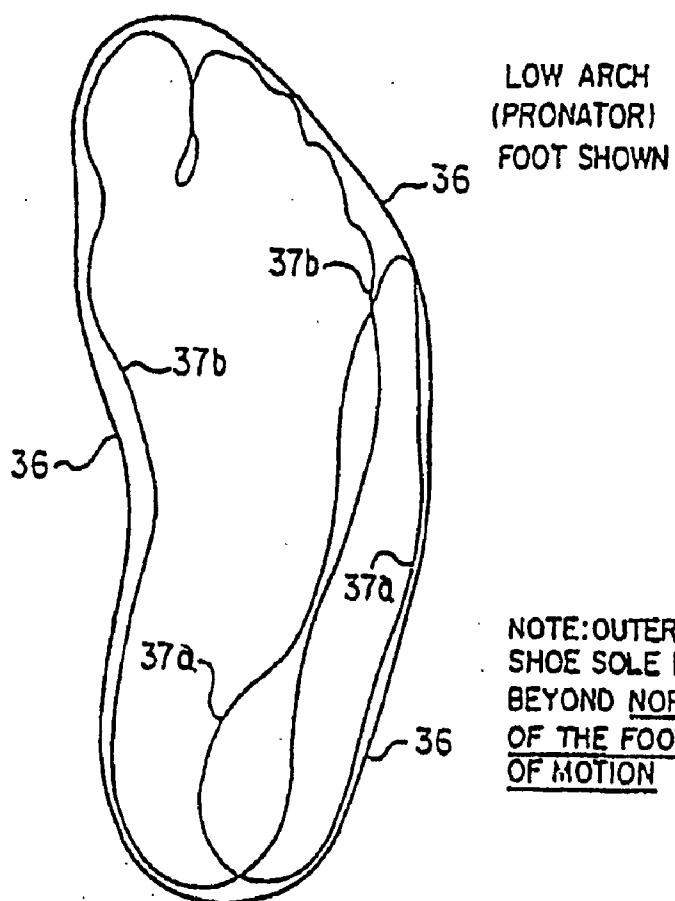 LOW ARCH
(PRONATOR)
FOOT SHOWN
36
37b
37b
36
37a
37a
36
NOTE: OUTER
SHOE SOLE
BEYOND
OF THE
OF MOTION